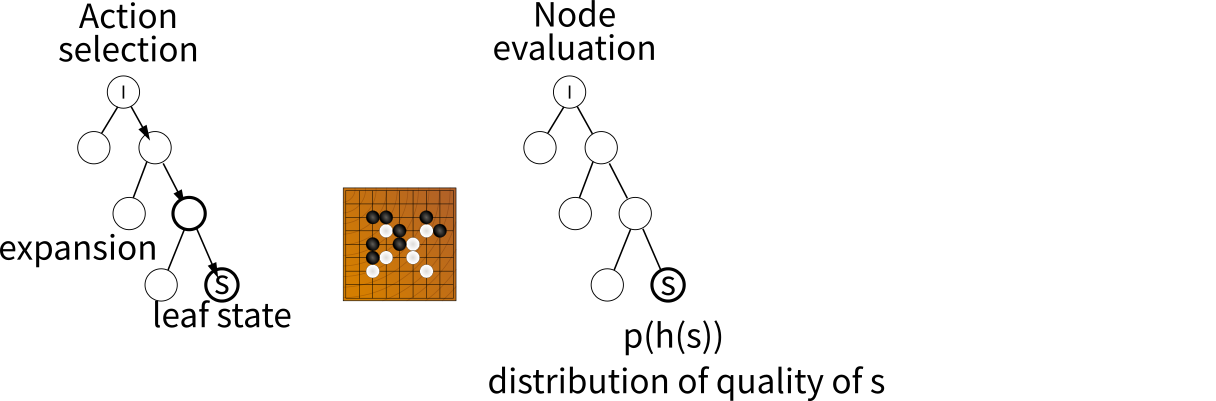 Action
selection
I
expansion
S
leaf state
Node
evaluation
I
S
p(h(s))
distribution of quality of s